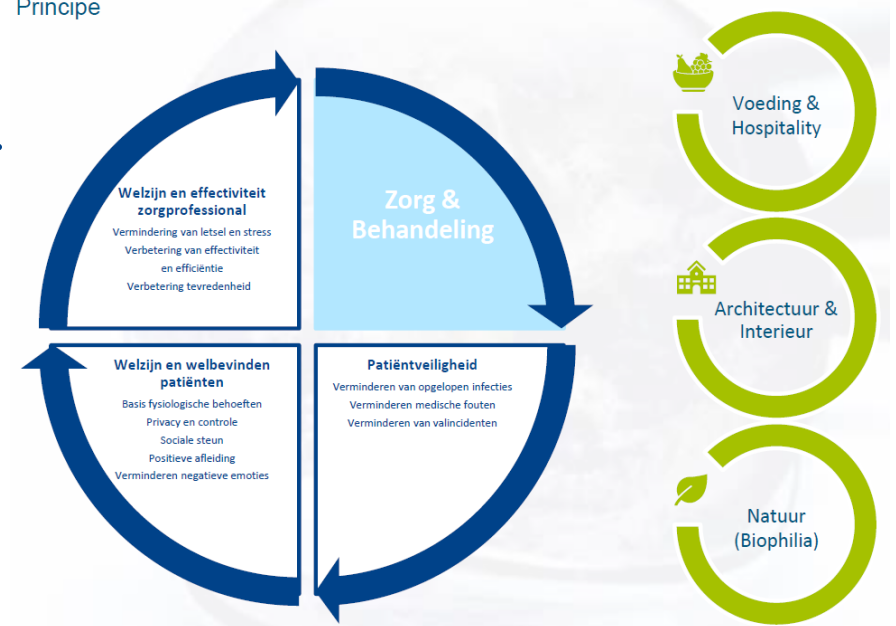 Principe
Welzijn en effectiviteit
zorgprofessional
Vermindering van letsel en stress
Verbetering van effectiviteit
en efficiëntie
Verbetering tevredenheid
Zorg &
Behandeling
Welzijn en welbevinden
patiënten
Basis fysiologische behoeften
Privacy en controle
Sociale steun
Positieve afleiding
Verminderen negatieve emoties
Patiëntveiligheid
Verminderen van opgelopen infecties
Verminderen medische fouten
Verminderen van valincidenten
Voeding &
Hospitality
Architectuur &
Interieur
Natuur
(Biophilia)